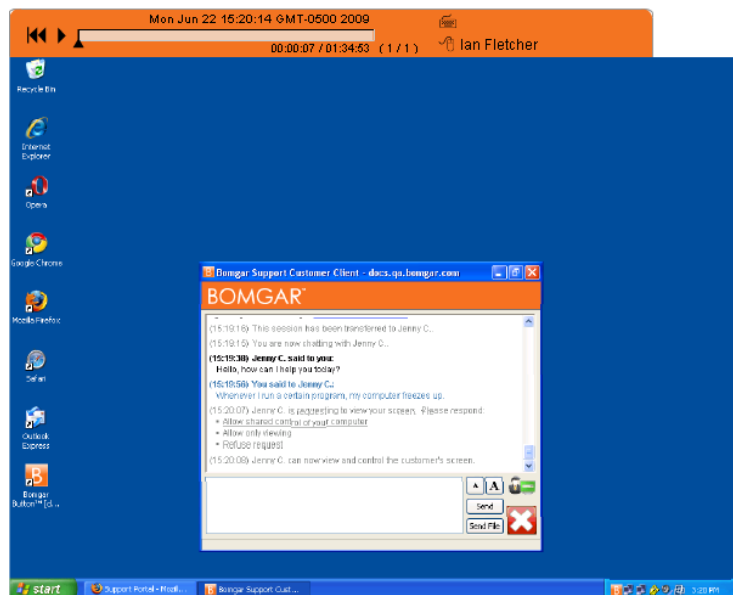 Mon Jun 22 15:20:14 GMT-0500 2009
00:00:07 / 01:34:53 ( 1 / 1 )
Ian Fletcher
Recycle Bin
Internet
Explorer
Opera
Google Chrome
Mozilla Firefox
Safari
Outlook
Express
Bomgar
Button™ [d...
Bomgar Support Customer Client - docs.qa.bomgar.com
BOMGAR™
(15:19:16) This session has been transferred to Jenny C..
(15:19:15) You are now chatting with Jenny C..
(15:19:38) Jenny C. said to you:
Hello, how can I help you today?
(15:19:56) You said to Jenny C.:
Whenever I run a certain program, my computer freezes up.
(15:20:07) Jenny C. is requesting to view your screen. Please respond:
• Allow shared control of your computer
• Allow only viewing
• Refuse request
(15:20:09) Jenny C. can now view and control the customer's screen.
A A
Send
Send File
start
Support Portal - Mozil...
Bomgar Support Cust...
3:20 PM